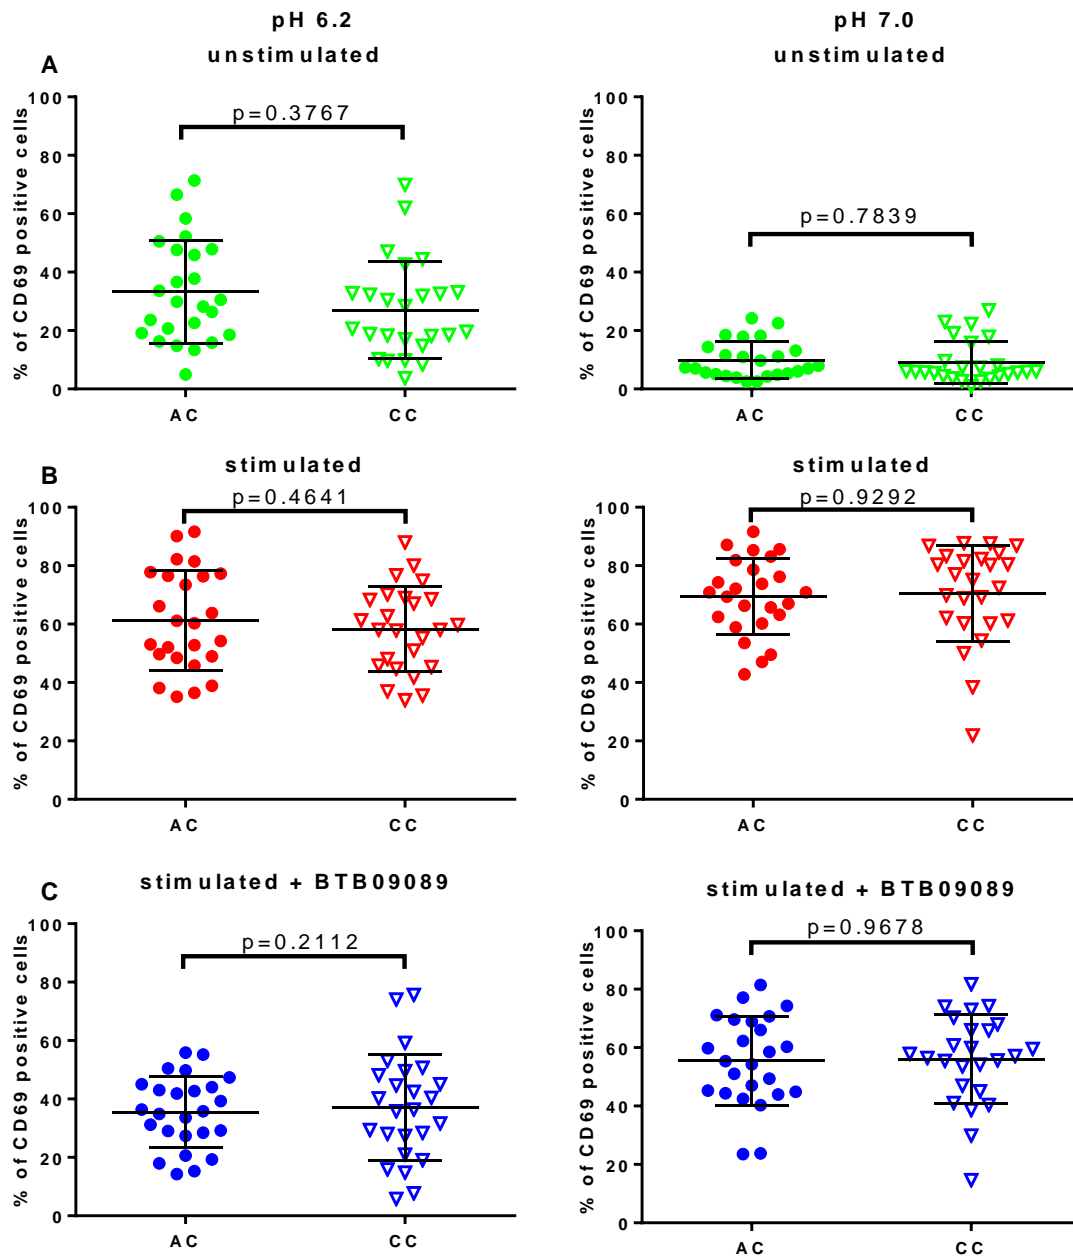 pH 6.2
unstimulated
pH 7.0
unstimulated
A
% of CD69 positive cells
100
80
60
40
20
0
p=0.3767
AC
CC
% of CD69 positive cells
100
80
60
40
20
0
p=0.7839
AC
CC
B
stimulated
% of CD69 positive cells
100
80
60
40
20
0
p=0.4641
AC
CC
stimulated
% of CD69 positive cells
100
80
60
40
20
0
p=0.9292
AC
CC
C
stimulated + BTB09089
% of CD69 positive cells
100
80
60
40
20
0
p=0.2112
AC
CC
stimulated + BTB09089
% of CD69 positive cells
100
80
60
40
20
0
p=0.9678
AC
CC